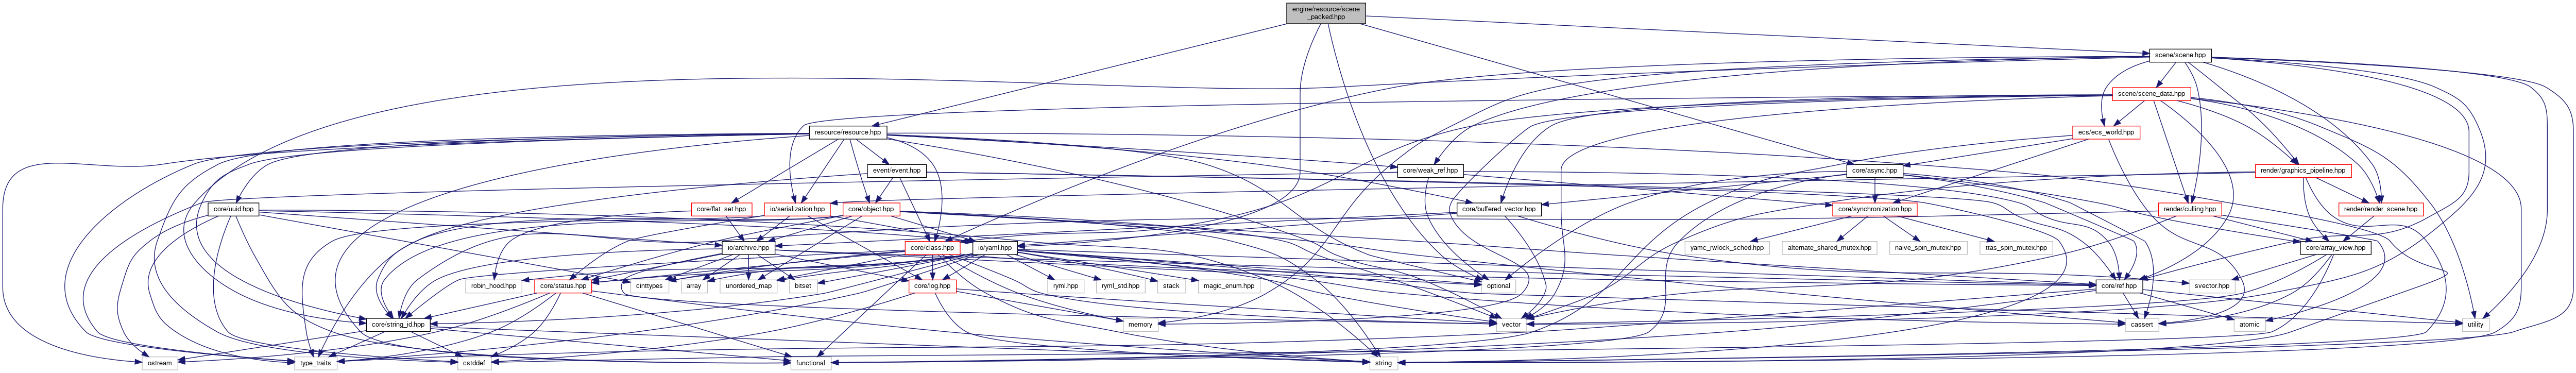 engine/resource/scene
_packed.hpp
scene/scene.hpp
scene/scene_data.hpp
resource/resource.hpp
ecs/ecs_world.hpp
event/event.hpp
core/weak_ref.hpp
core/async.hpp
render/graphics_pipeline.hpp
core/uuid.hpp
core/flat_set.hpp
io/serialization.hpp
core/object.hpp
core/buffered_vector.hpp
core/synchronization.hpp
render/culling.hpp
render/render_scene.hpp
io/archive.hpp
core/class.hpp
io/yaml.hpp
yamc_rwlock_sched.hpp
alternate_shared_mutex.hpp
naive_spin_mutex.hpp
ttas_spin_mutex.hpp
core/array_view.hpp
robin_hood.hpp
core/status.hpp
cinttypes
array
unordered_map
bitset
core/log.hpp
ryml.hpp
ryml_std.hpp
stack
magic_enum.hpp
optional
core/ref.hpp
svector.hpp
core/string_id.hpp
memory
vector
cassert
atomic
utility
ostream
type_traits
cstddef
functional
string